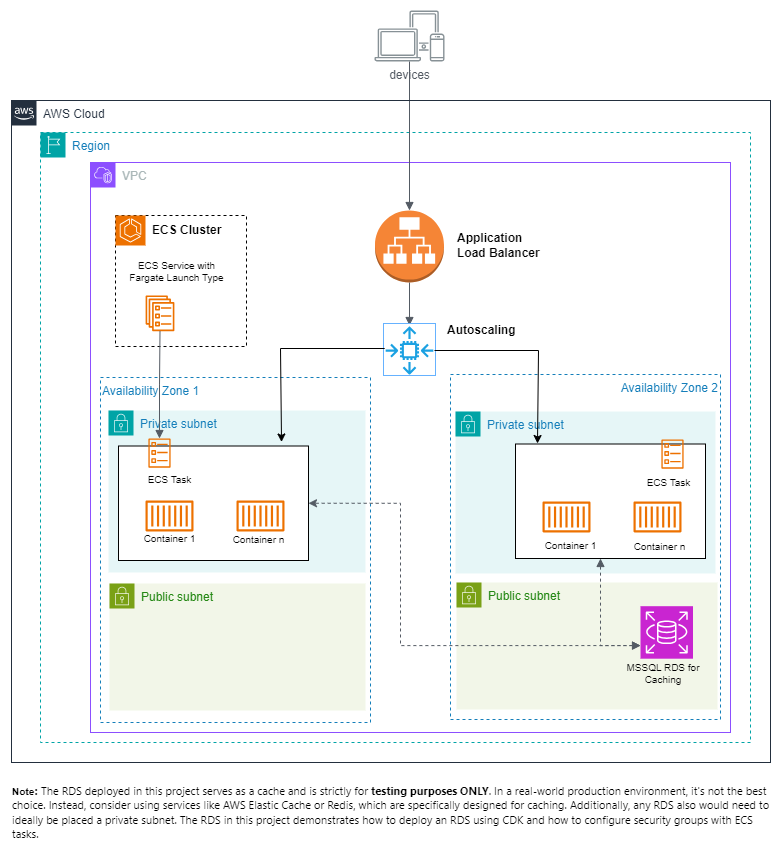 devices
aws
AWS Cloud
Region
VPC
ECS Cluster
ECS Service with
Fargate Launch Type
Application
Load Balancer
Autoscaling
Availability Zone 1
Private subnet
ECS Task
Container 1
Container n
Public subnet
Availability Zone 2
Private subnet
ECS Task
Container 1
Container n
Public subnet
MSSQL RDS for
Caching
Note: The RDS deployed in this project serves as a cache and is strictly for testing purposes ONLY. In a real-world production environment, it's not the best
choice. Instead, consider using services like AWS Elastic Cache or Redis, which are specifically designed for caching. Additionally, any RDS also would need to
ideally be placed a private subnet. The RDS in this project demonstrates how to deploy an RDS using CDK and how to configure security groups with ECS
tasks.